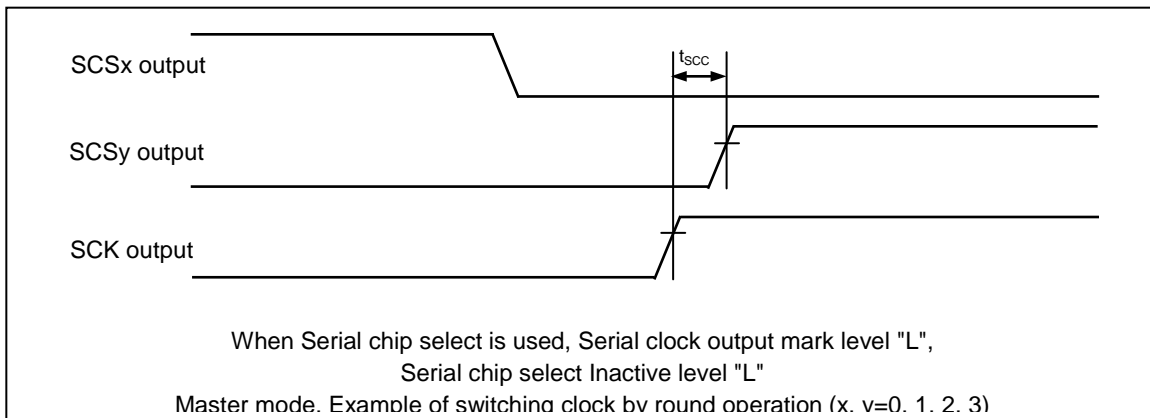 SCSx output
tSCC
SCSy output
SCK output
When Serial chip select is used, Serial clock output mark level "L",
Serial chip select Inactive level "L"
Master mode, Example of switching clock by round operation (x, y=0, 1, 2, 3)